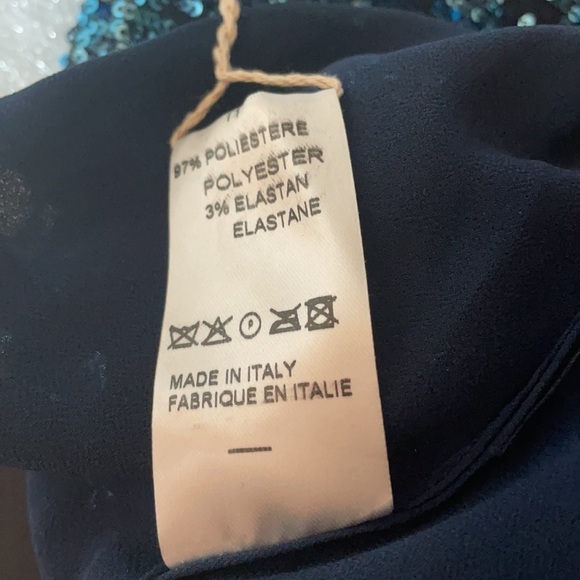 97% POLIESTERE
POLYESTER
3% ELASTAN
ELASTANE
P
MADE IN ITALY
FABRIQUE EN ITALIE